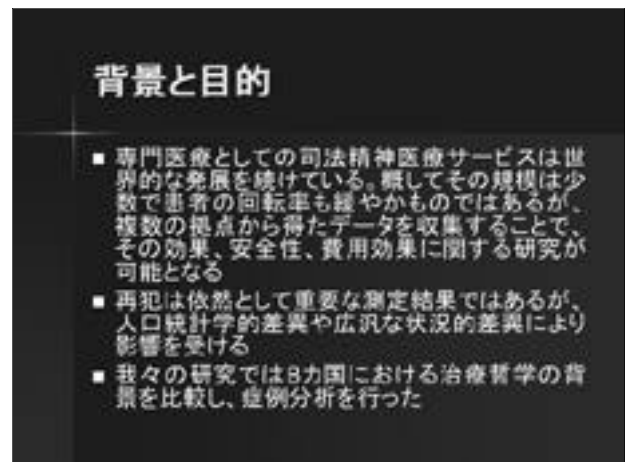 背景と目的
■ 専門医療としての司法精神医療サービスは世
界的な発展を続けている。概してその規模は少
数で患者の回転率も緩やかものではあるが、
複数の拠点から得たデータを収集することで、
その効果、安全性、費用効果に関する研究が
可能となる
■ 再犯は依然として重要な測定結果ではあるが、
人口統計学的差異や広汎な状況的差異により
影響を受ける
■ 我々の研究では8カ国における治療哲学の背
景を比較し、症例分析を行った